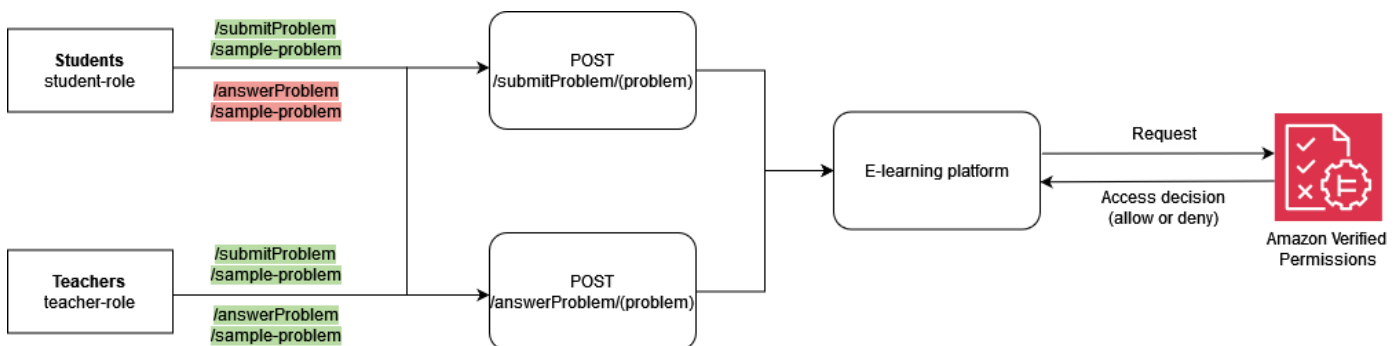 Students
student-role
/submitProblem
/sample-problem
/answerProblem
/sample-problem
POST
/submitProblem/(problem)
Teachers
teacher-role
/submitProblem
/sample-problem
/answerProblem
/sample-problem
POST
/answerProblem/(problem)
E-learning platform
Request
Access decision
(allow or deny)
Amazon Verified
Permissions